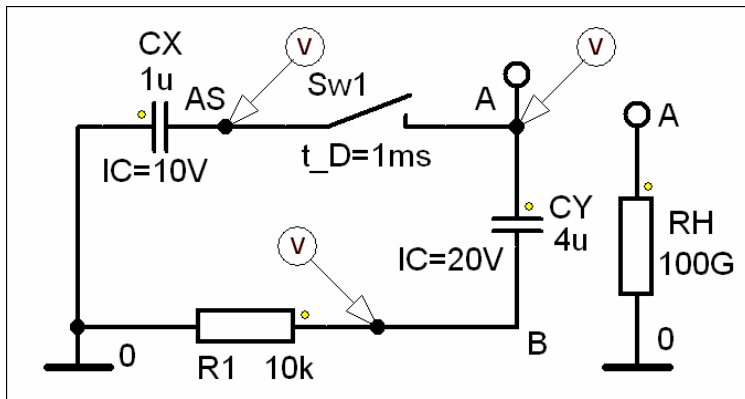 CX
1u
IC=10V
AS
V
Sw1
t_D=1ms
A
V
CY
4u
IC=20V
V
B
R1 10k
0
A
RH
100G
0